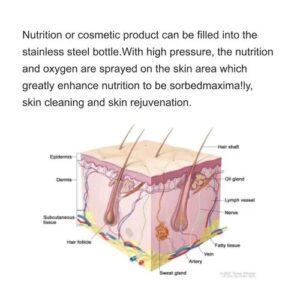 Nutrition or cosmetic product can be filled into the
stainless steel bottle.With high pressure, the nutrition
and oxygen are sprayed on the skin area which
greatly enhance nutrition to be sorbedmaxima!ly,
skin cleaning and skin rejuvenation.
Hair shaft
Epidermis
Oil gland
Dermis
Lymph vessel
Nerve
Subcutaneous
tissue
Hair follicle
Fatty tissue
Vein
Artery
Sweat gland